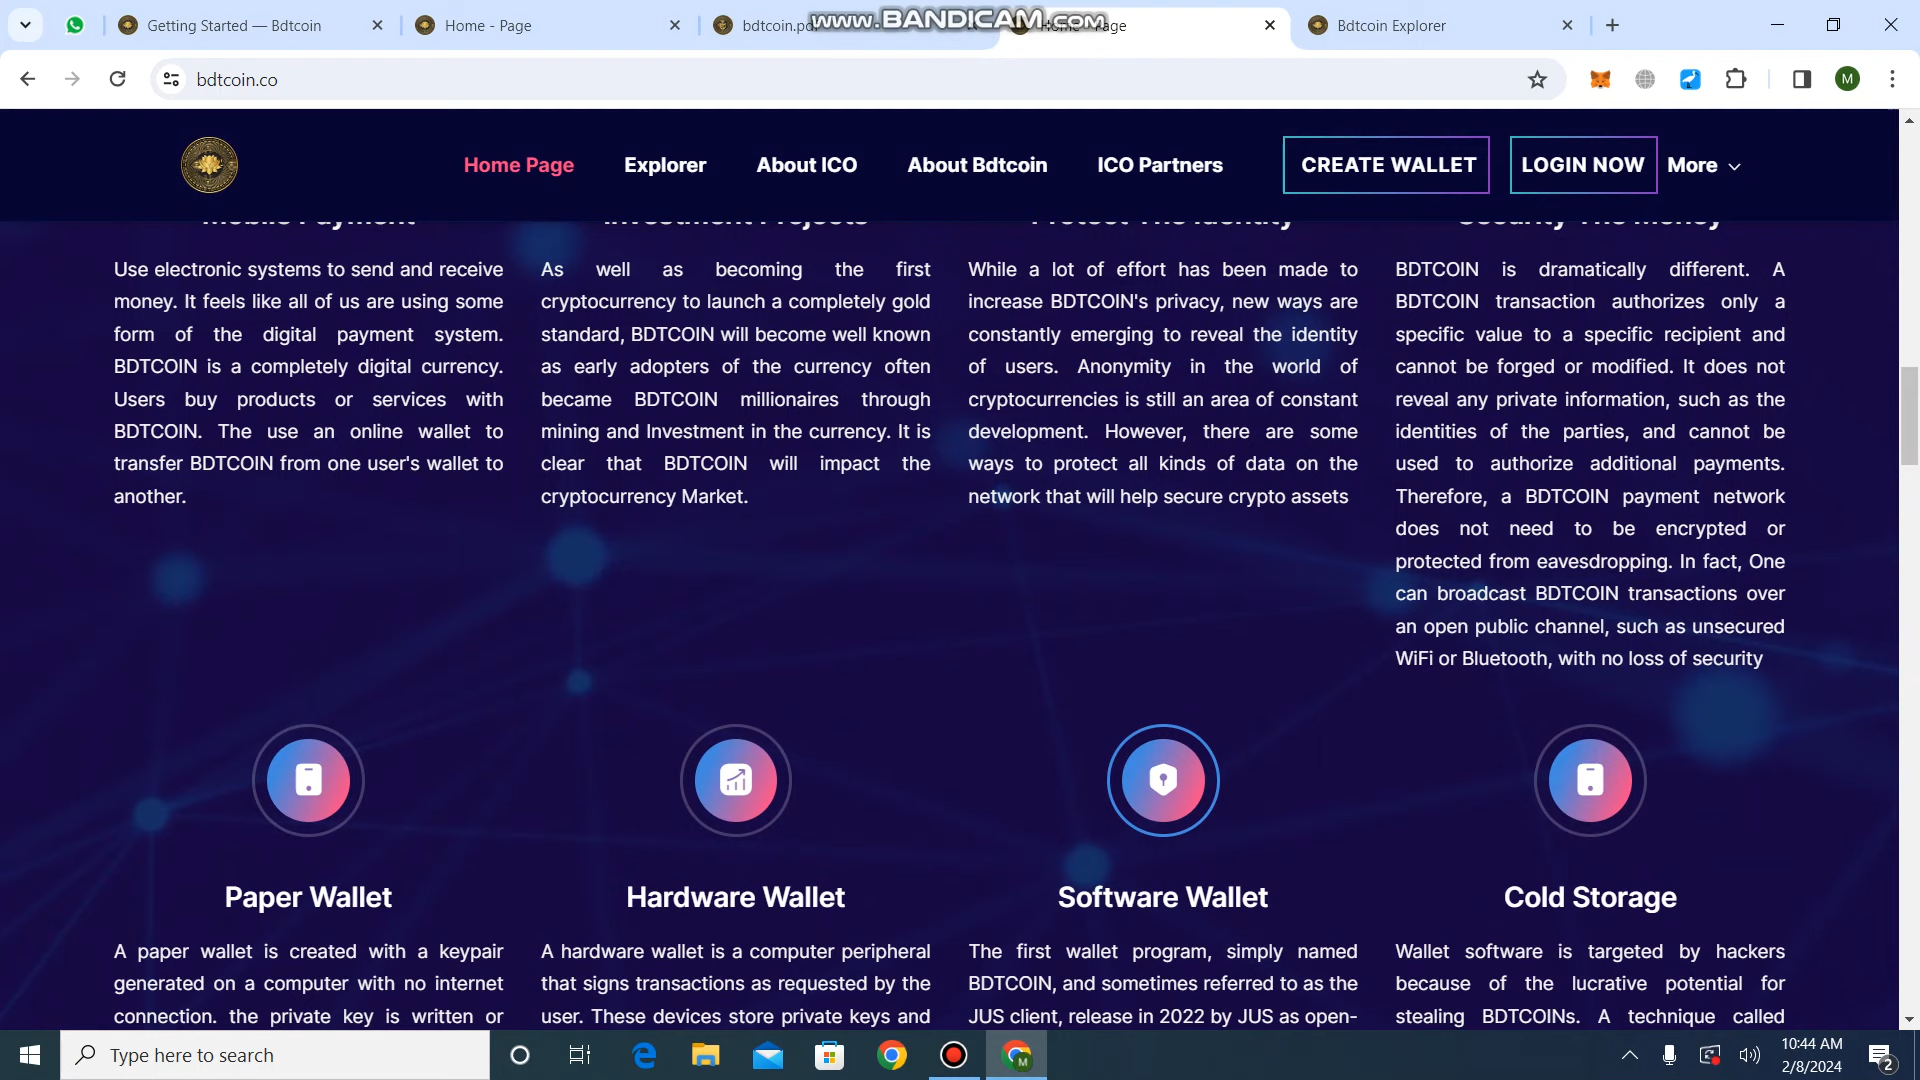 Getting Started — Bdtcoin
Home - Page
bdtcoin.pdf
Page
Bdtcoin Explorer
www.BANDICAM.com
bdtcoin.co
M
Home Page
Explorer
About ICO
About Bdtcoin
ICO Partners
CREATE WALLET
LOGIN NOW
More
Mobile Payment
Use electronic systems to send and receive
money. It feels like all of us are using some
form of the digital payment system.
BDTCOIN is a completely digital currency.
Users buy products or services with
BDTCOIN. The use an online wallet to
transfer BDTCOIN from one user's wallet to
another.
Investment Projects
As well as becoming the first
cryptocurrency to launch a completely gold
standard, BDTCOIN will become well known
as early adopters of the currency often
became BDTCOIN millionaires through
mining and Investment in the currency. It is
clear that BDTCOIN will impact the
cryptocurrency Market.
Protect The Identity
While a lot of effort has been made to
increase BDTCOIN's privacy, new ways are
constantly emerging to reveal the identity
of users. Anonymity in the world of
cryptocurrencies is still an area of constant
development. However, there are some
ways to protect all kinds of data on the
network that will help secure crypto assets
Security The Money
BDTCOIN is dramatically different. A
BDTCOIN transaction authorizes only a
specific value to a specific recipient and
cannot be forged or modified. It does not
reveal any private information, such as the
identities of the parties, and cannot be
used to authorize additional payments.
Therefore, a BDTCOIN payment network
does not need to be encrypted or
protected from eavesdropping. In fact, One
can broadcast BDTCOIN transactions over
an open public channel, such as unsecured
WiFi or Bluetooth, with no loss of security
Paper Wallet
A paper wallet is created with a keypair
generated on a computer with no internet
connection. the private key is written or
Hardware Wallet
A hardware wallet is a computer peripheral
that signs transactions as requested by the
user. These devices store private keys and
Software Wallet
The first wallet program, simply named
BDTCOIN, and sometimes referred to as the
JUS client, release in 2022 by JUS as open-
Cold Storage
Wallet software is targeted by hackers
because of the lucrative potential for
stealing BDTCOINs. A technique called
Type here to search
M
10:44 AM
2/8/2024
2